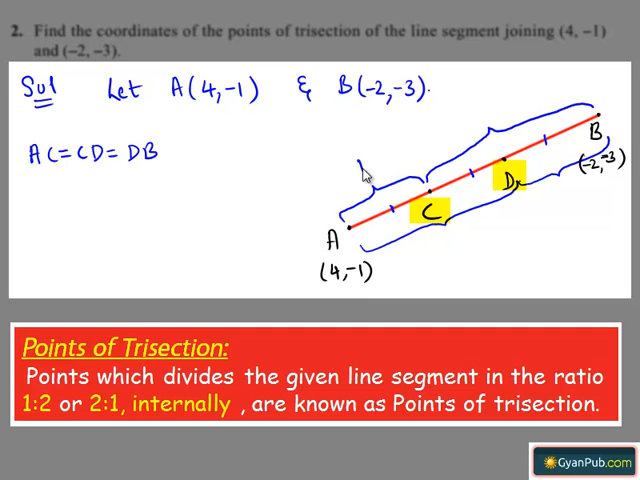 2. Find the coordinates of the points of trisection of the line segment joining (4, –1)
and (–2, –3).
Sol Let A(4,-1) & B(-2,-3).
AC = CD = DB
B
(-2,-3)
D
C
A
(4,-1)
Points of Trisection:
Points which divides the given line segment in the ratio
1:2 or 2:1, internally , are known as Points of trisection.
GyanPub.com